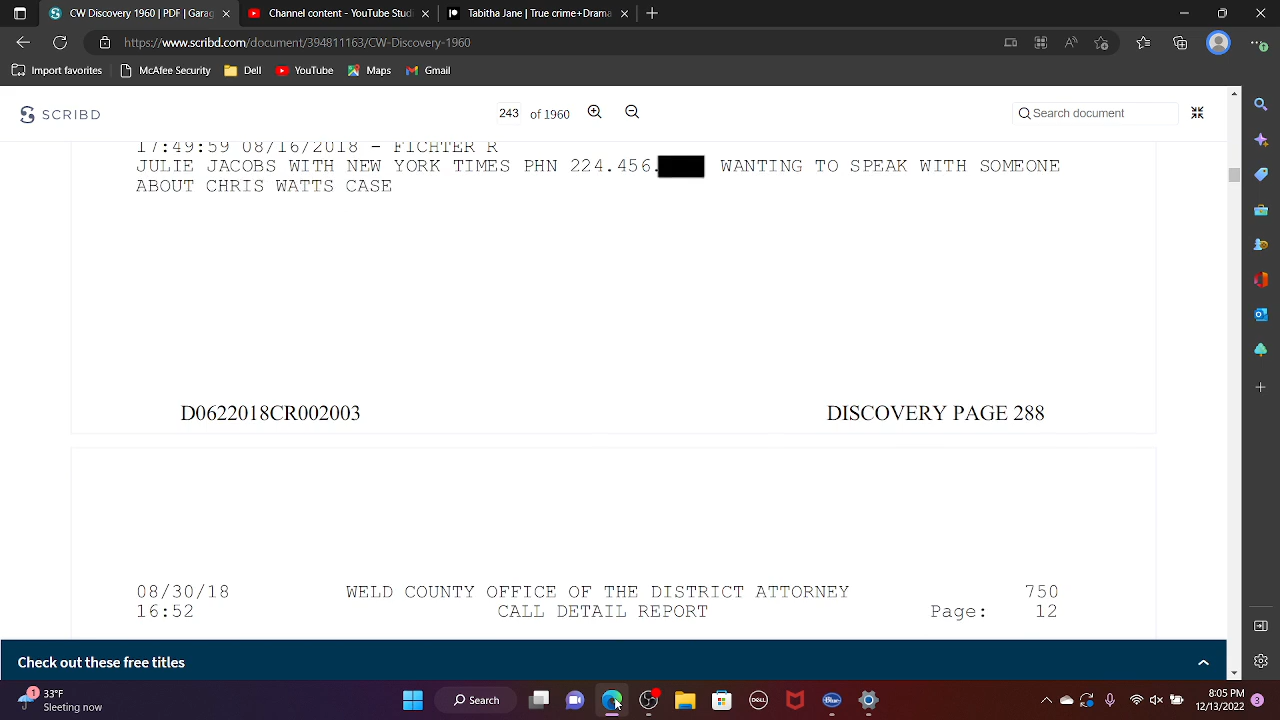 CW Discovery 1960 | PDF | Garag
Channel content - YouTube Stud
Tabitha Jane | True crime+Drama
https://www.scribd.com/document/394811163/CW-Discovery-1960
Import favorites
McAfee Security
Dell
YouTube
Maps
Gmail
SCRIBD
243 of 1960
Search document
17:49:59 08/16/2018 - FICHTER R
JULIE JACOBS WITH NEW YORK TIMES PHN 224.456. WANTING TO SPEAK WITH SOMEONE
ABOUT CHRIS WATTS CASE
D0622018CR002003 DISCOVERY PAGE 288
08/30/18 WELD COUNTY OFFICE OF THE DISTRICT ATTORNEY 750
16:52 CALL DETAIL REPORT Page: 12
Check out these free titles
1
33°F
Sleeting now
Search
DELL
Blue
8:05 PM
12/13/2022
3